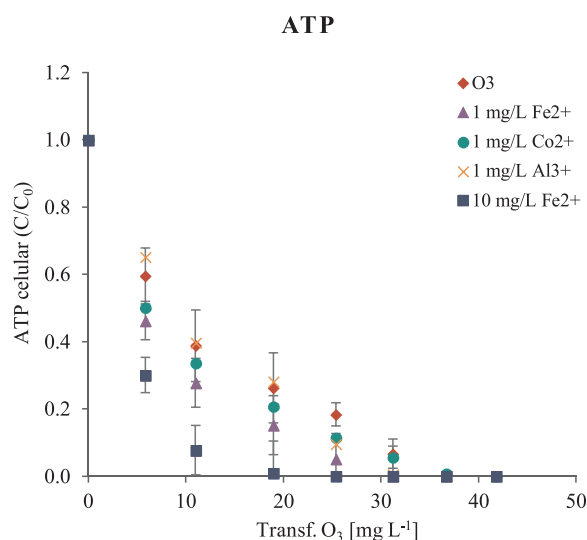 ATP
1.2
1.0
0.8
0.6
0.4
0.2
0.0
ATP celular (C/C₀)
0
10
20
30
40
50
Transf. O₃ [mg L⁻¹]
O3
1 mg/L Fe2+
1 mg/L Co2+
1 mg/L Al3+
10 mg/L Fe2+